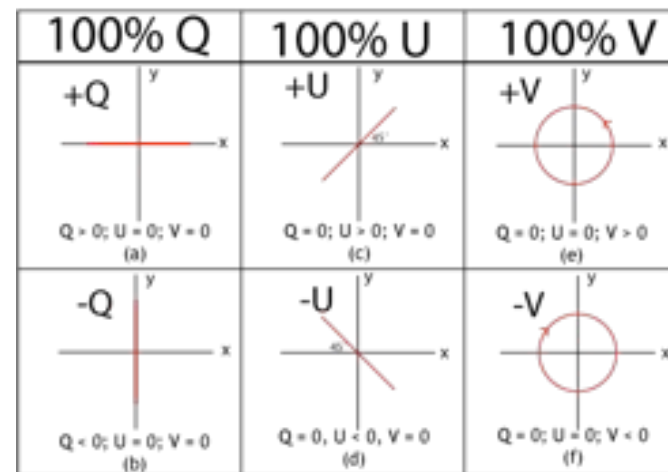 100% Q
100% U
100% V
+Q
y
x
Q > 0; U = 0; V = 0
(a)
+U
y
45°
x
Q = 0; U > 0; V = 0
(c)
+V
y
x
Q = 0; U = 0; V > 0
(e)
-Q
y
x
Q < 0; U = 0; V = 0
(b)
-U
y
45°
x
Q = 0, U < 0, V = 0
(d)
-V
y
x
Q = 0; U = 0; V < 0
(f)